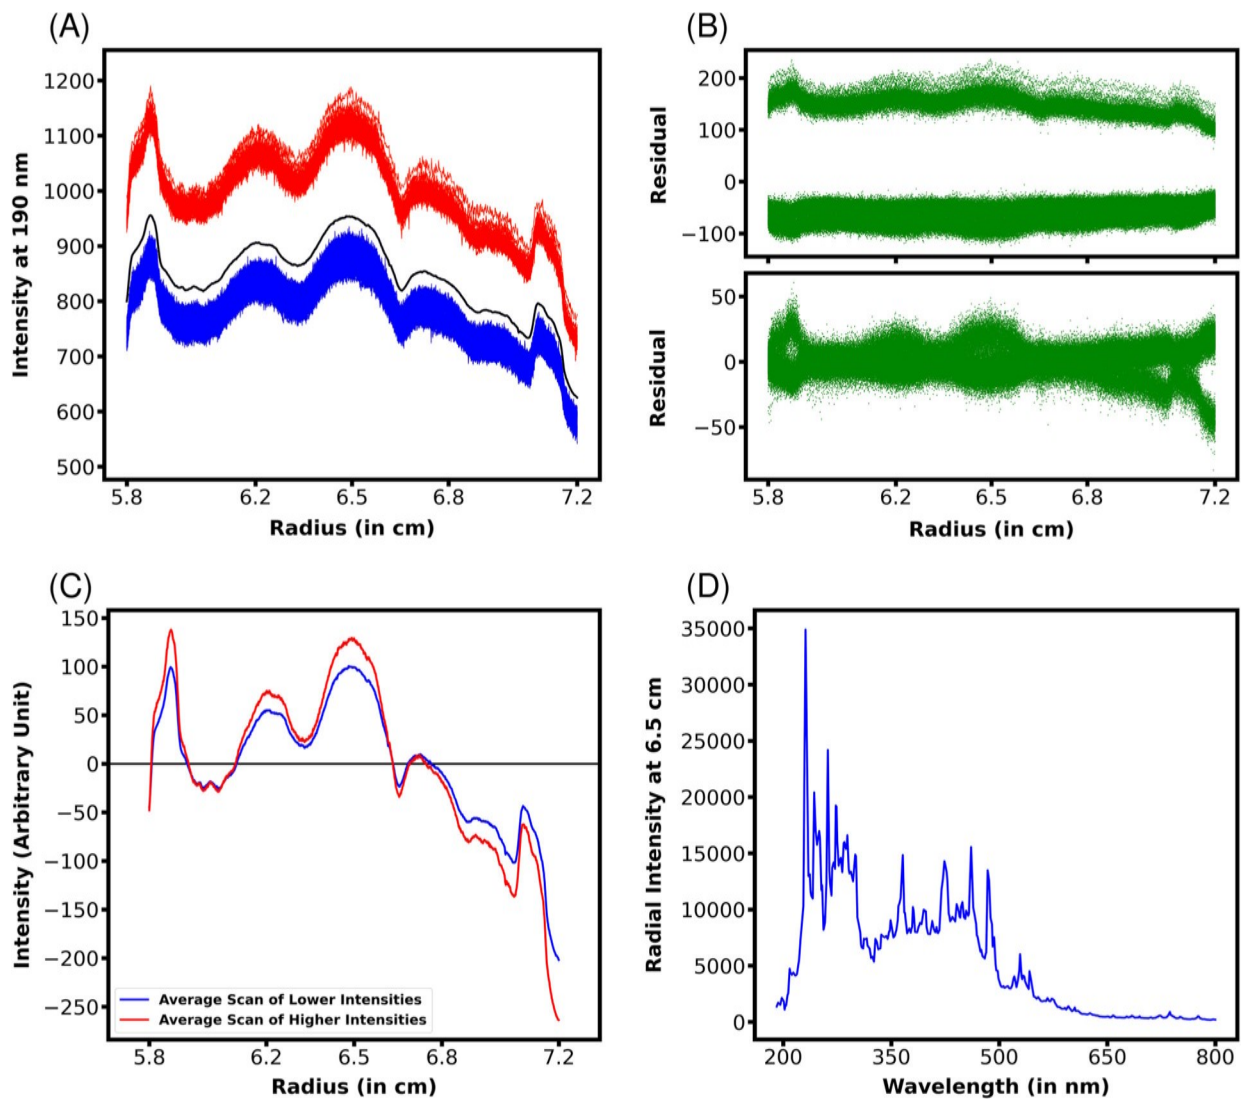 (A)
1200
1100
1000
900
800
700
600
500
Intensity at 190 nm
5.8 6.2 6.5 6.8 7.2
Radius (in cm)
(B)
200
100
0
−100
Residual
50
0
−50
Residual
5.8 6.2 6.5 6.8 7.2
Radius (in cm)
(C)
150
100
50
0
−50
−100
−150
−200
−250
Intensity (Arbitrary Unit)
Average Scan of Lower Intensities
Average Scan of Higher Intensities
5.8 6.2 6.5 6.8 7.2
Radius (in cm)
(D)
35000
30000
25000
20000
15000
10000
5000
0
Radial Intensity at 6.5 cm
200 350 500 650 800
Wavelength (in nm)